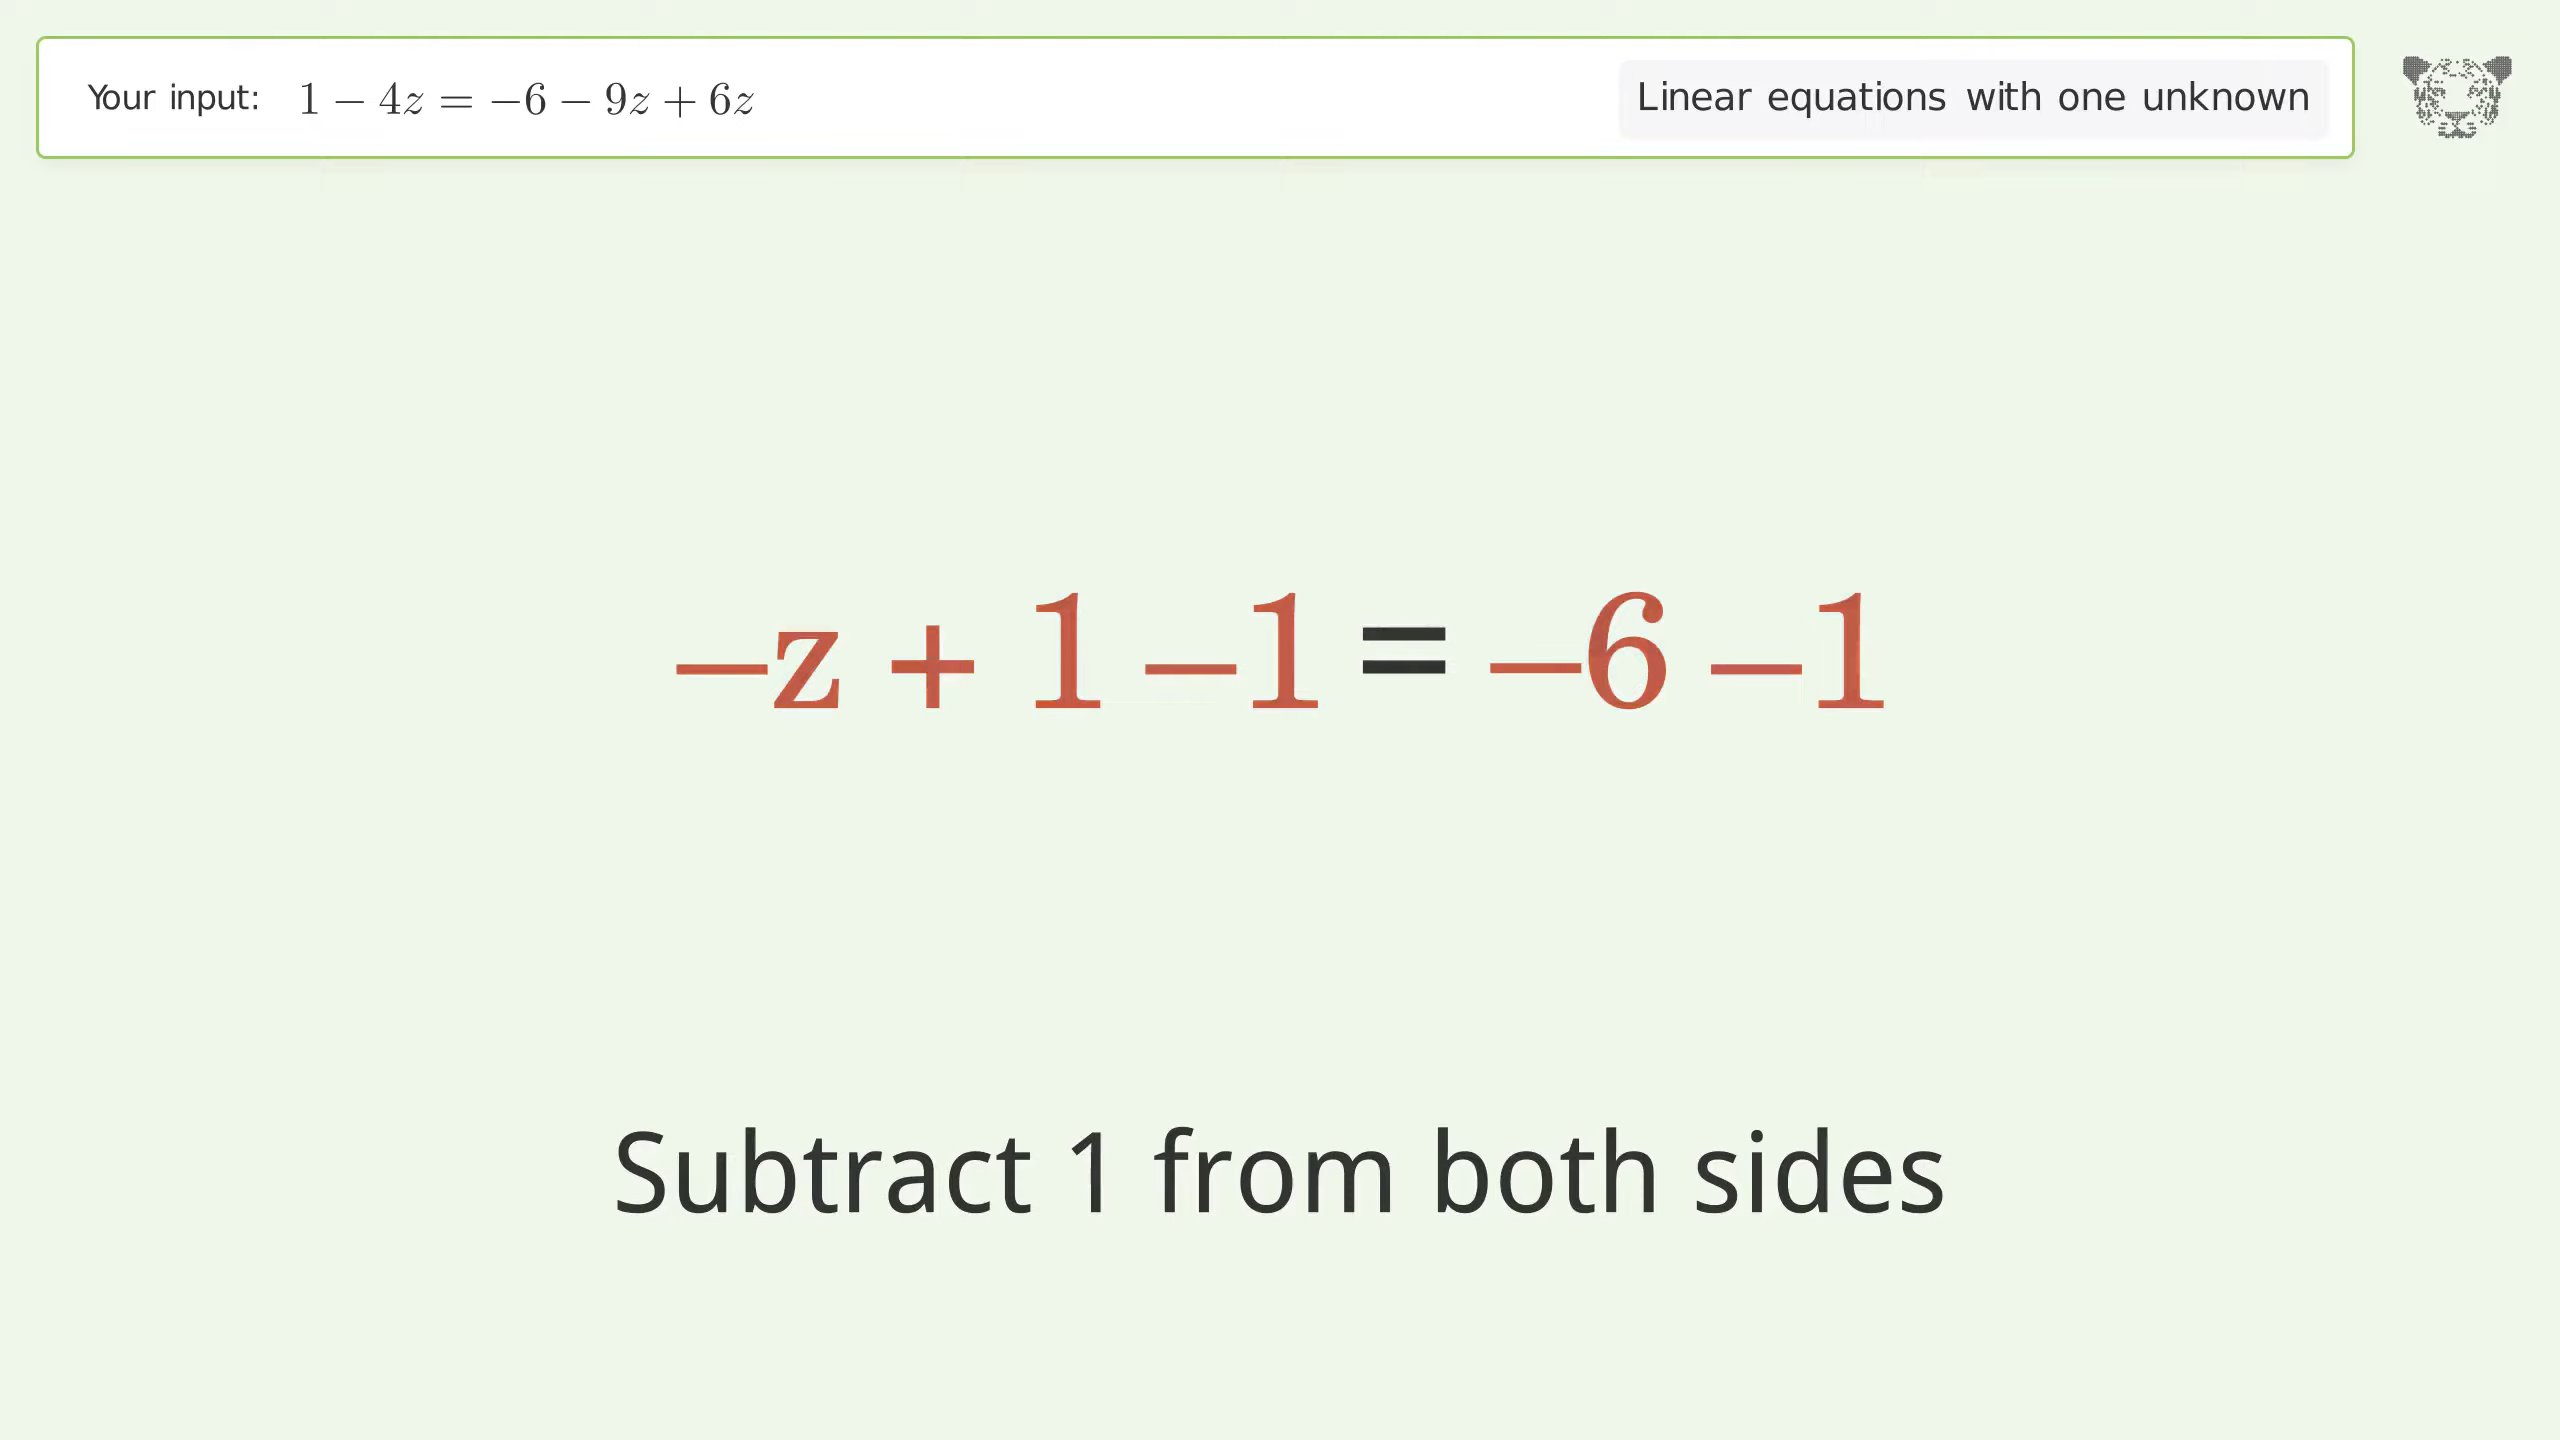 Your input: 1 − 4z = −6 − 9z + 6z
Linear equations with one unknown
−z + 1 −1 = −6 −1
Subtract 1 from both sides